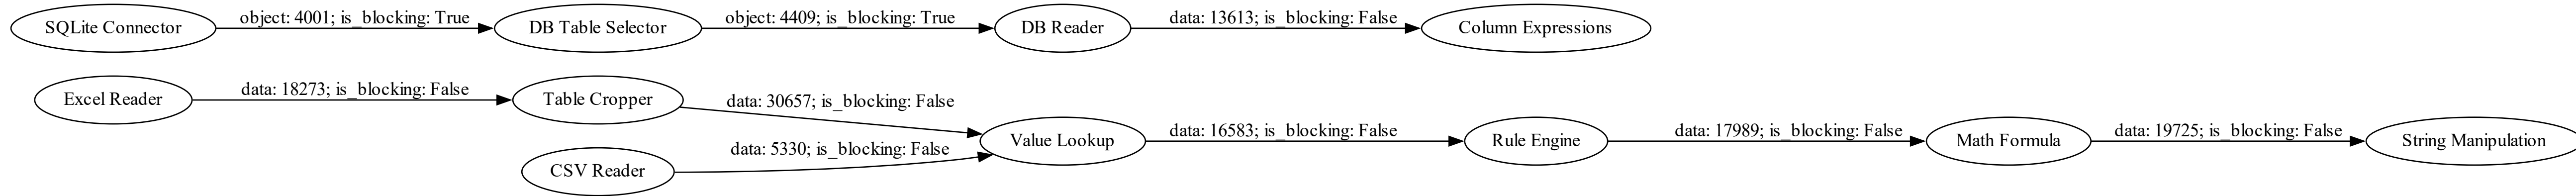 SQLite Connector
object: 4001; is_blocking: True
DB Table Selector
object: 4409; is_blocking: True
DB Reader
data: 13613; is_blocking: False
Column Expressions
Excel Reader
data: 18273; is_blocking: False
Table Cropper
data: 30657; is_blocking: False
CSV Reader
data: 5330; is_blocking: False
Value Lookup
data: 16583; is_blocking: False
Rule Engine
data: 17989; is_blocking: False
Math Formula
data: 19725; is_blocking: False
String Manipulation